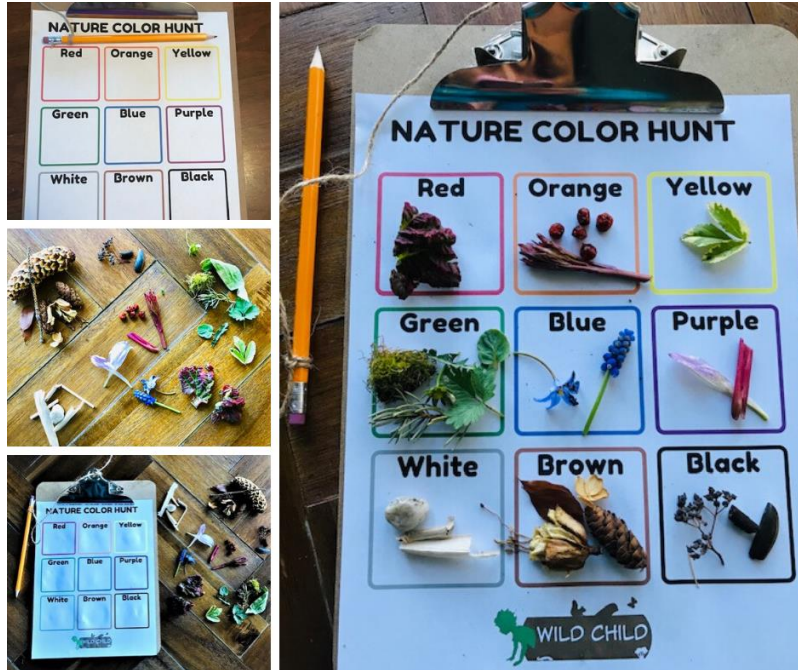 NATURE COLOR HUNT
Red Orange Yellow
Green Blue Purple
White Brown Black
NATURE COLOR HUNT
Red Orange Yellow
Green Blue Purple
White Brown Black
NATURE COLOR HUNT
Red Orange Yellow
Green Blue Purple
White Brown Black
WILD CHILD